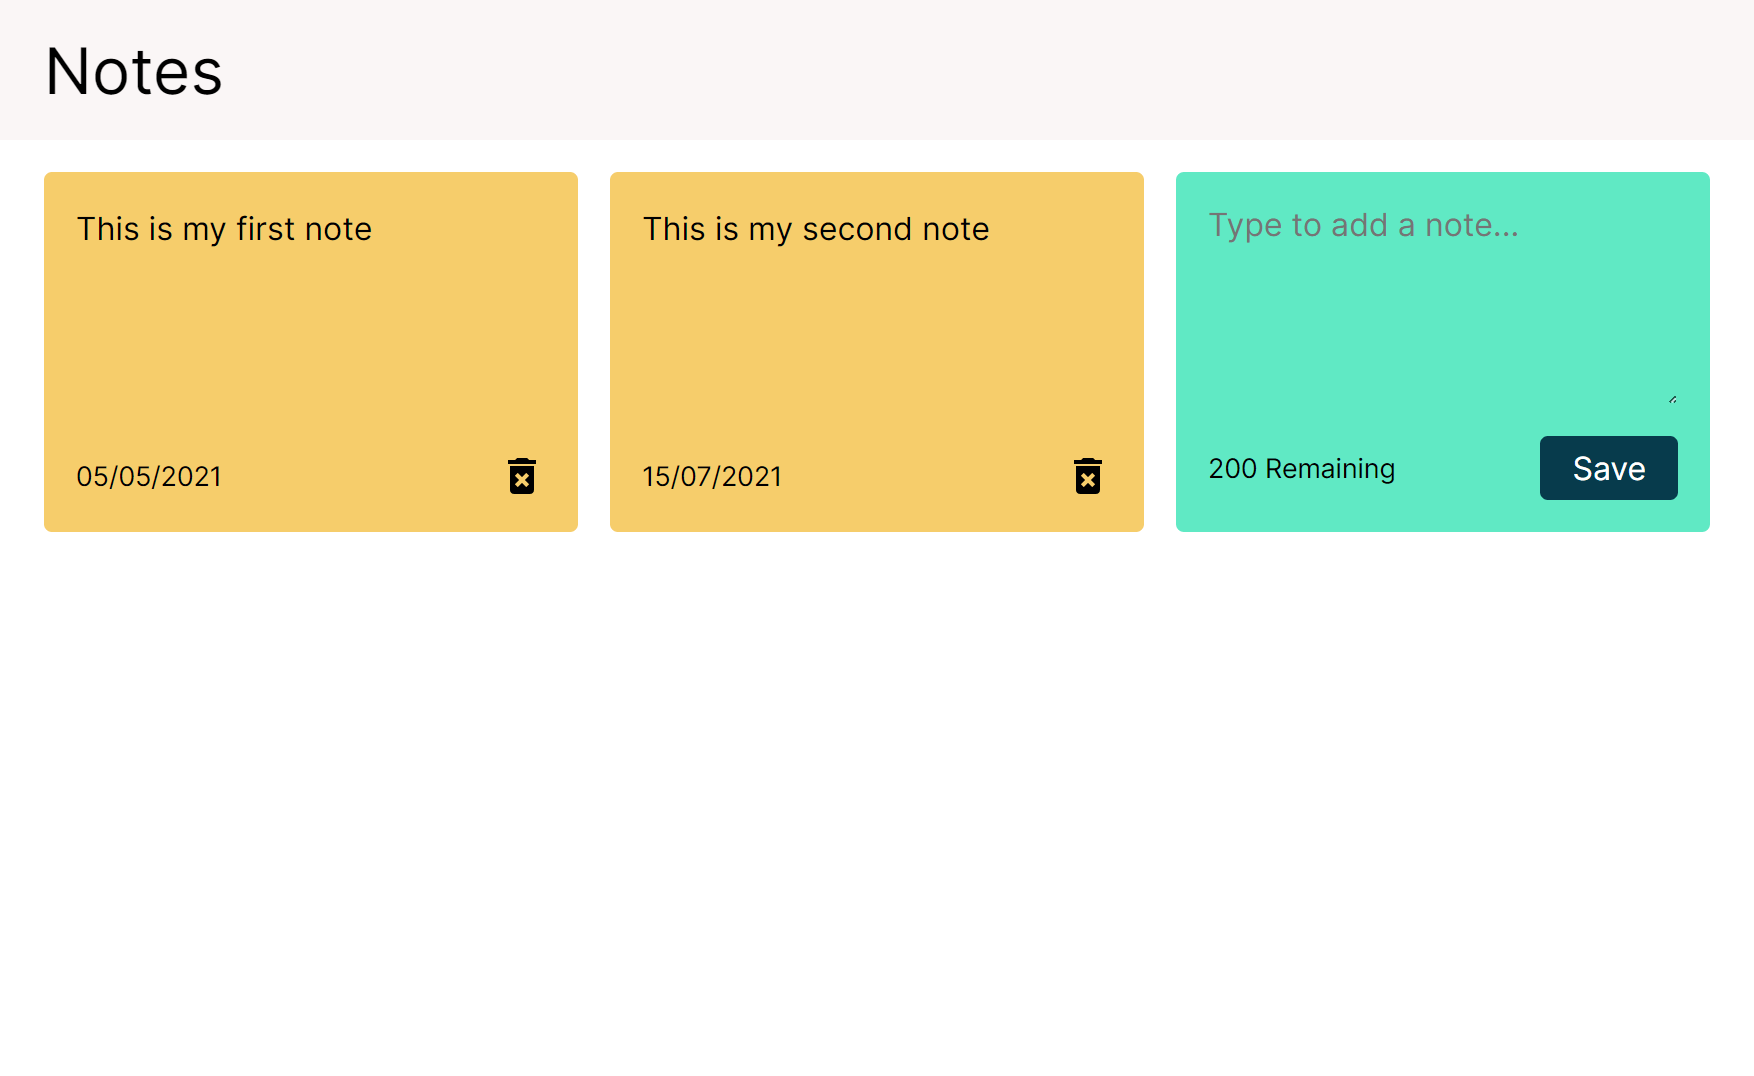 Notes
This is my first note
05/05/2021
This is my second note
15/07/2021
Type to add a note...
200 Remaining
Save